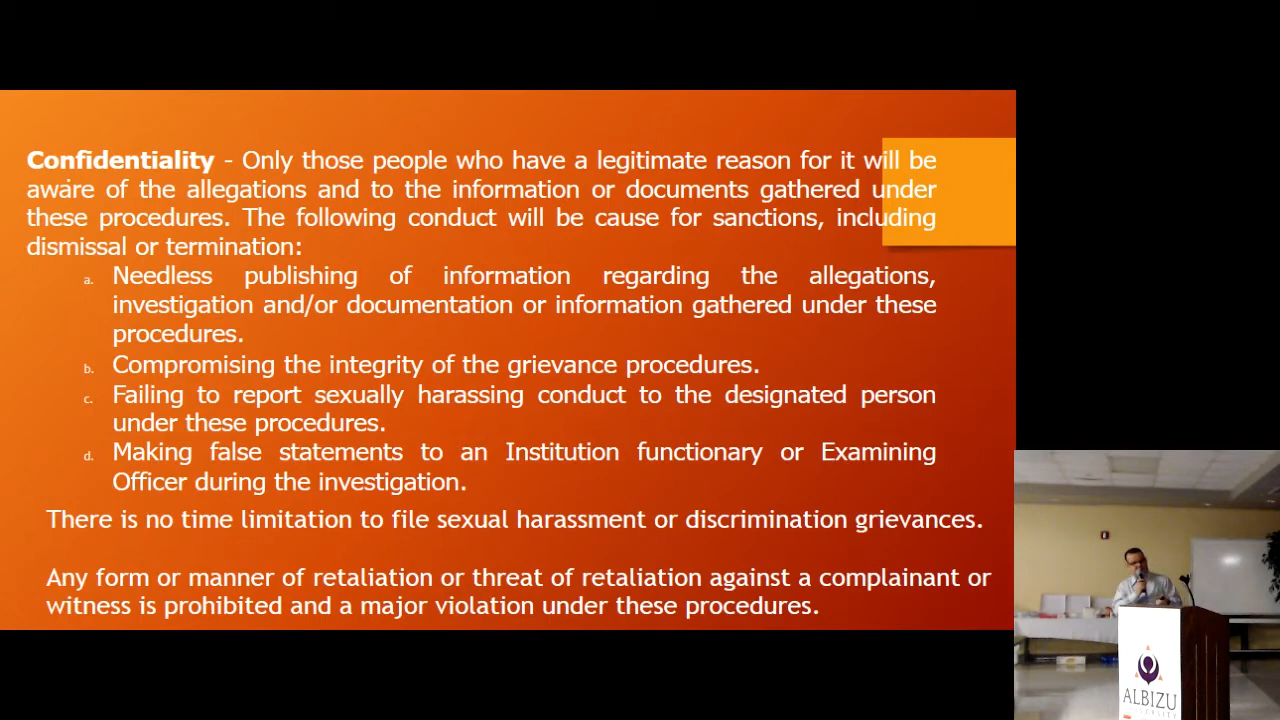 Confidentiality - Only those people who have a legitimate reason for it will be
aware of the allegations and to the information or documents gathered under
these procedures. The following conduct will be cause for sanctions, including
dismissal or termination:
a. Needless publishing of information regarding the allegations,
investigation and/or documentation or information gathered under these
procedures.
b. Compromising the integrity of the grievance procedures.
c. Failing to report sexually harassing conduct to the designated person
under these procedures.
d. Making false statements to an Institution functionary or Examining
Officer during the investigation.
There is no time limitation to file sexual harassment or discrimination grievances.
Any form or manner of retaliation or threat of retaliation against a complainant or
witness is prohibited and a major violation under these procedures.
ALBIZU